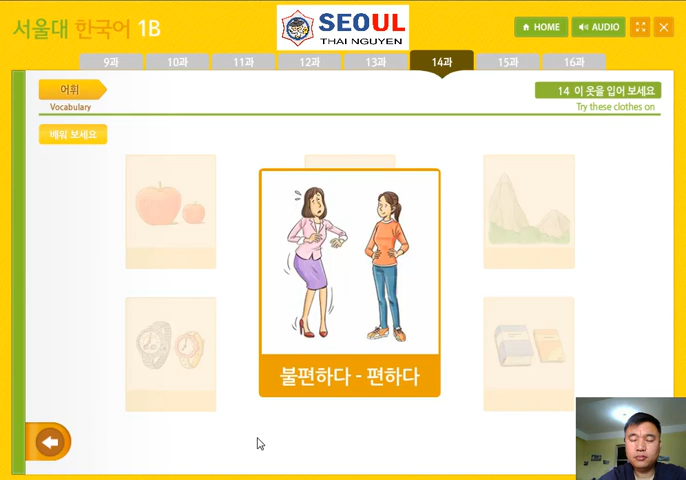 서울대 한국어 1B
SEOUL
THAI NGUYEN
HOME
AUDIO
9과
10과
11과
12과
13과
14과
15과
16과
어휘
Vocabulary
14 이 옷을 입어 보세요
Try these clothes on
배워 보세요
불편하다 - 편하다